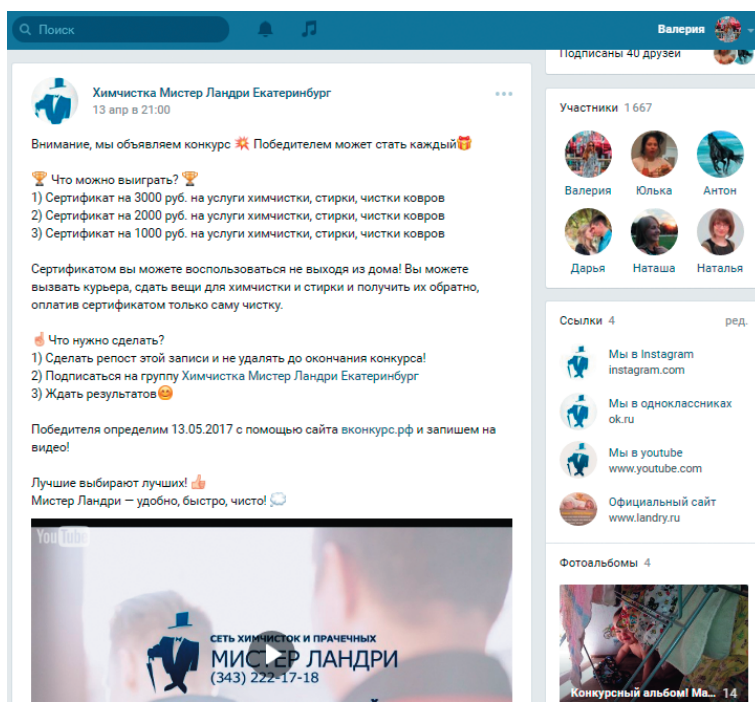 Поиск
Валерия
Химчистка Мистер Ландри Екатеринбург
13 апр в 21:00
Внимание, мы объявляем конкурс 💥 Победителем может стать каждый🎁
🏆 Что можно выиграть? 🏆
1) Сертификат на 3000 руб. на услуги химчистки, стирки, чистки ковров
2) Сертификат на 2000 руб. на услуги химчистки, стирки, чистки ковров
3) Сертификат на 1000 руб. на услуги химчистки, стирки, чистки ковров
Сертификатом вы можете воспользоваться не выходя из дома! Вы можете
вызвать курьера, сдать вещи для химчистки и стирки и получить их обратно,
оплатив сертификатом только саму чистку.
☝ Что нужно сделать?
1) Сделать репост этой записи и не удалять до окончания конкурса!
2) Подписаться на группу Химчистка Мистер Ландри Екатеринбург
3) Ждать результатов😊
Победителя определим 13.05.2017 с помощью сайта вконкурс.рф и запишем на
видео!
Лучшие выбирают лучших! 👍
Мистер Ландри — удобно, быстро, чисто! 💭
YouTube
СЕТЬ ХИМЧИСТОК И ПРАЧЕЧНЫХ
МИСТЕР ЛАНДРИ
(343) 222-17-18
Подписаны 40 друзей
Участники 1 667
Валерия Юлька Антон
Дарья Наташа Наталья
Ссылки 4 ред.
Мы в Instagram
instagram.com
Мы в одноклассниках
ok.ru
Мы в youtube
www.youtube.com
Официальный сайт
www.landry.ru
Фотоальбомы 4
Конкурсный альбом! Ма... 14